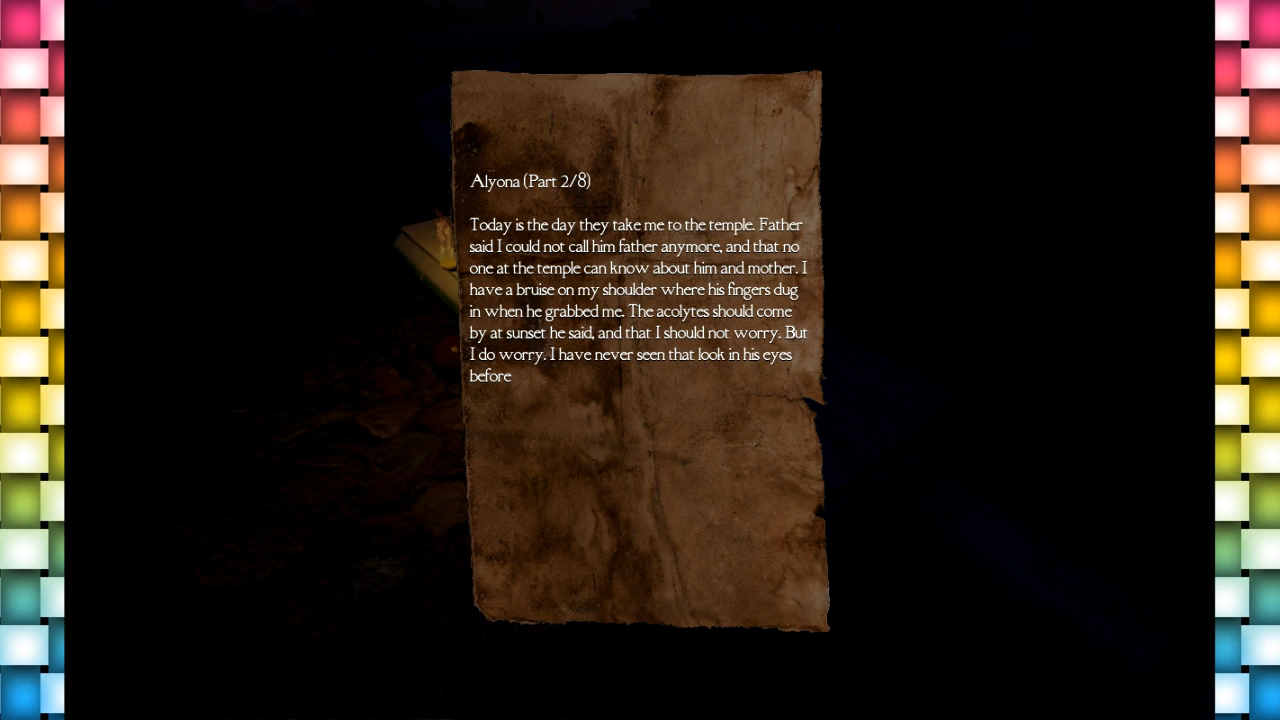 Alyona (Part 2/8)
Today is the day they take me to the temple. Father
said I could not call him father anymore, and that no
one at the temple can know about him and mother. I
have a bruise on my shoulder where his fingers dug
in when he grabbed me. The acolytes should come
by at sunset he said, and that I should not worry. But
I do worry. I have never seen that look in his eyes
before